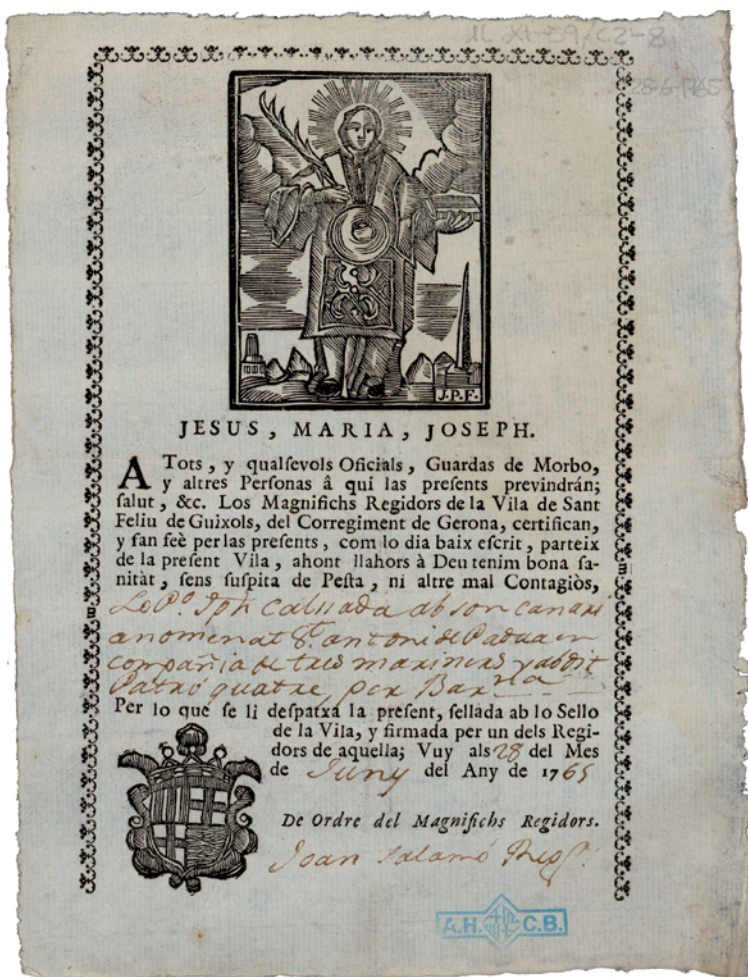 1C.XI-59/C2-8
28-6-1765
J.P.F.
JESUS, MARIA, JOSEPH.
A Tots, y qualſevols Oficials, Guardas de Morbo,
y altres Perſonas â qui las preſents previndrán;
ſalut, &c. Los Magnifichs Regidors de la Vila de Sant
Feliu de Guixols, del Corregiment de Gerona, certifican,
y fan feè per las preſents, com lo dia baix eſcrit, parteix
de la preſent Vila, ahont llahors à Deu tenim bona ſa-
nitàt, ſens ſuſpita de Peſta, ni altre mal Contagiòs,
Lo Pº Jph Calsada ab son canari
anomenat St. antoni de Padua en
compañia de tres mariners y ab dit
Patró quatre, per Barna
Per lo que ſe li deſpatxa la preſent, ſellada ab lo Sello
de la Vila, y firmada per un dels Regi-
dors de aquella; Vuy als 28 del Mes
de Juny del Any de 1765
De Ordre del Magnifichs Regidors.
Joan Salamó Regr.
A.H. C.B.